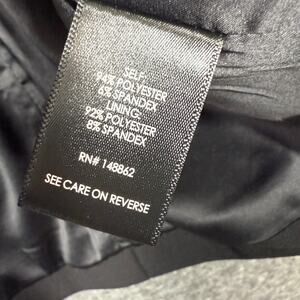 SELF:
94% POLYESTER
6% SPANDEX
LINING:
92% POLYESTER
8% SPANDEX
RN# 148862
SEE CARE ON REVERSE